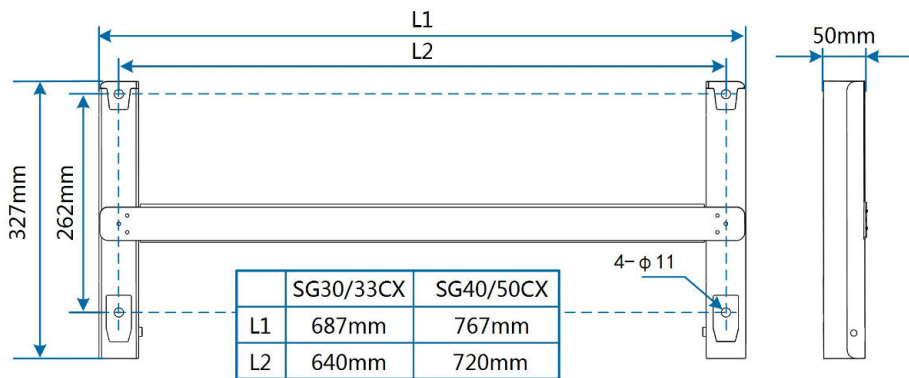 L1
50mm
L2
327mm
262mm
4-φ11
SG30/33CX SG40/50CX
L1 687mm 767mm
L2 640mm 720mm